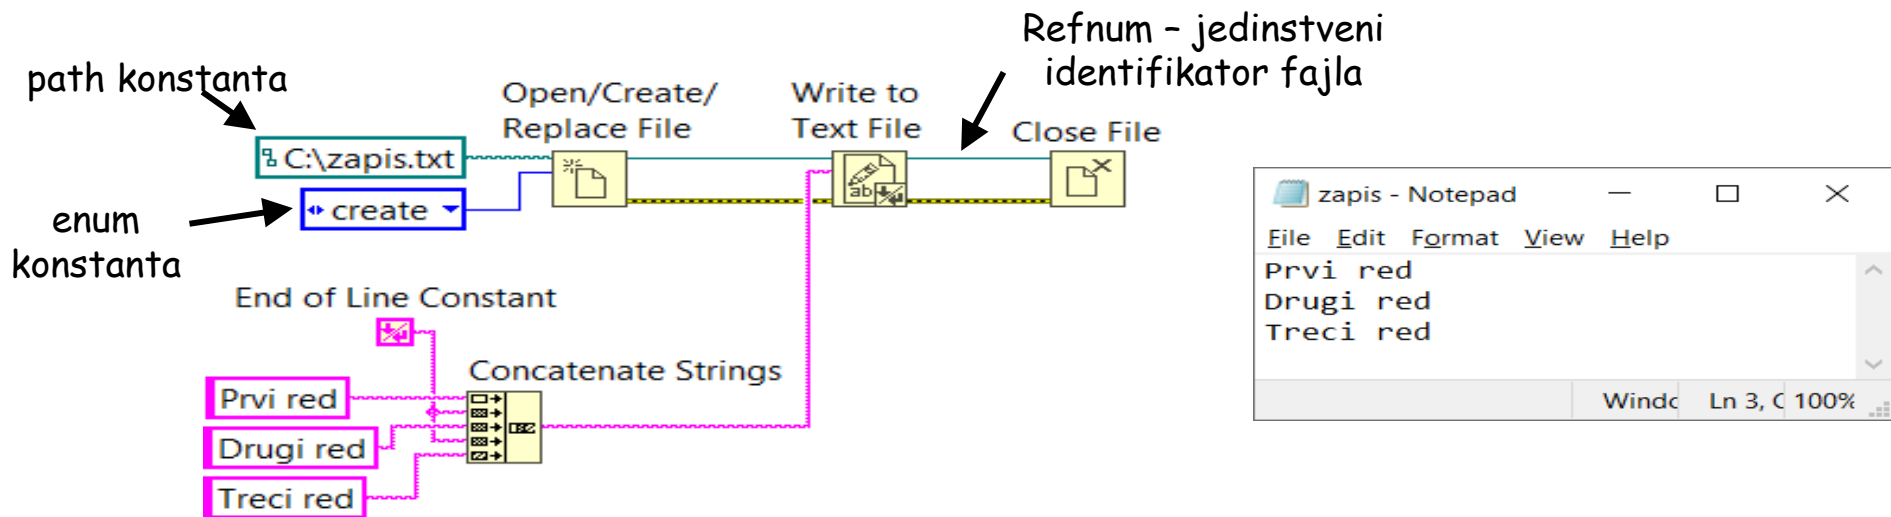 Refnum – jedinstveni
identifikator fajla
path konstanta
Open/Create/
Replace File
Write to
Text File
Close File
C:\zapis.txt
create
enum
konstanta
ab
End of Line Constant
Concatenate Strings
Prvi red
Drugi red
Treci red
zapis - Notepad
File Edit Format View Help
Prvi red
Drugi red
Treci red
Ln 3, C 100%